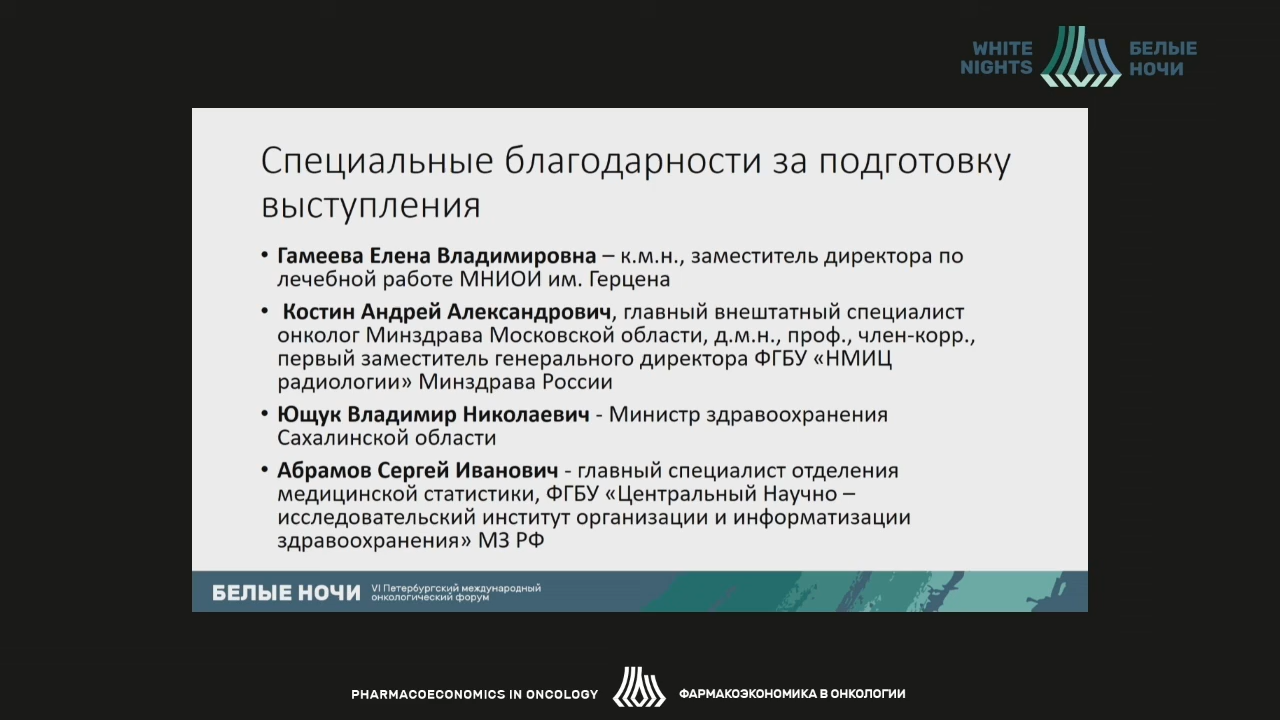 WHITE
NIGHTS
БЕЛЫЕ
НОЧИ
Специальные благодарности за подготовку
выступления
• Гамеева Елена Владимировна – к.м.н., заместитель директора по
лечебной работе МНИОИ им. Герцена
• Костин Андрей Александрович, главный внештатный специалист
онколог Минздрава Московской области, д.м.н., проф., член-корр.,
первый заместитель генерального директора ФГБУ «НМИЦ
радиологии» Минздрава России
• Ющук Владимир Николаевич - Министр здравоохранения
Сахалинской области
• Абрамов Сергей Иванович - главный специалист отделения
медицинской статистики, ФГБУ «Центральный Научно –
исследовательский институт организации и информатизации
здравоохранения» МЗ РФ
БЕЛЫЕ НОЧИ
VI Петербургский международный
онкологический форум
PHARMACOECONOMICS IN ONCOLOGY
ФАРМАКОЭКОНОМИКА В ОНКОЛОГИИ